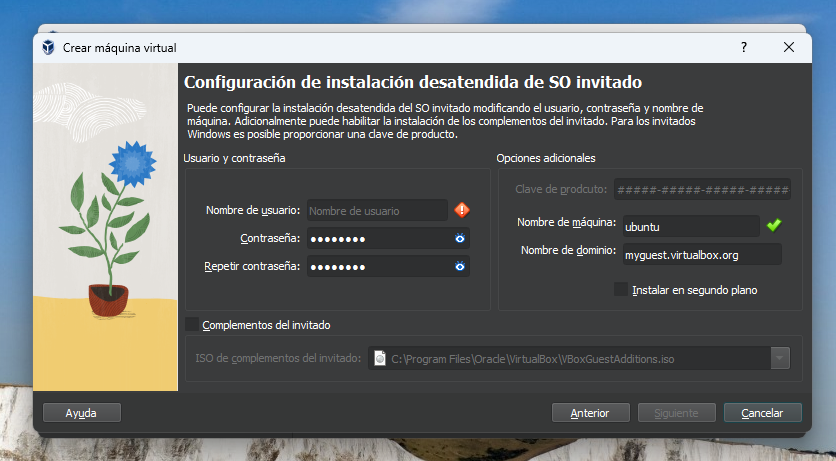 Crear máquina virtual
?
Configuración de instalación desatendida de SO invitado
Puede configurar la instalación desatendida del SO invitado modificando el usuario, contraseña y nombre de
máquina. Adicionalmente puede habilitar la instalación de los complementos del invitado. Para los invitados
Windows es posible proporcionar una clave de producto.
Usuario y contraseña
Nombre de usuario: Nombre de usuario
Contraseña: ●●●●●●●●
Repetir contraseña: ●●●●●●●●
Opciones adicionales
Clave de prodcuto: #####-#####-#####-#####
Nombre de máquina: ubuntu
Nombre de dominio: myguest.virtualbox.org
Instalar en segundo plano
Complementos del invitado
ISO de complementos del invitado: C:\Program Files\Oracle\VirtualBox\VBoxGuestAdditions.iso
Ayuda
Anterior
Siguiente
Cancelar